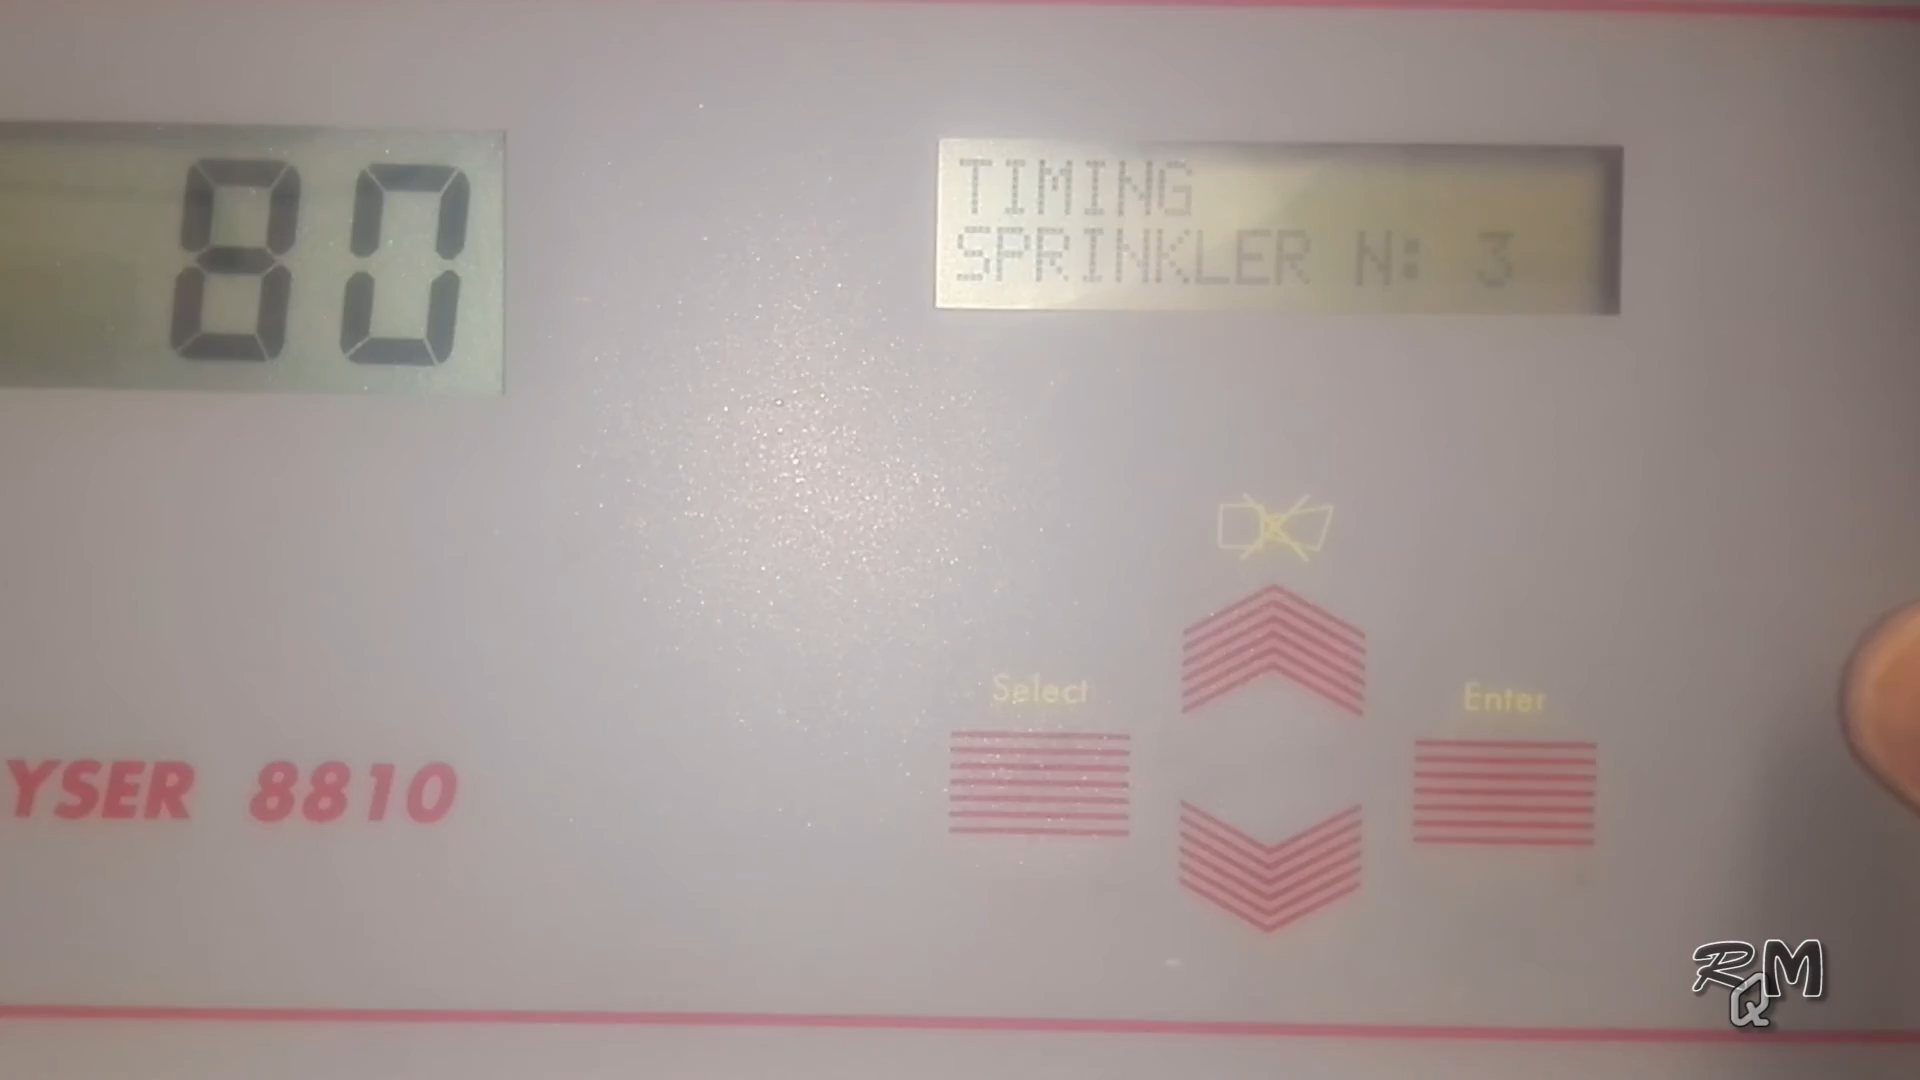 80
TIMING
SPRINKLER N: 3
Select
Enter
YSER 8810
RQM